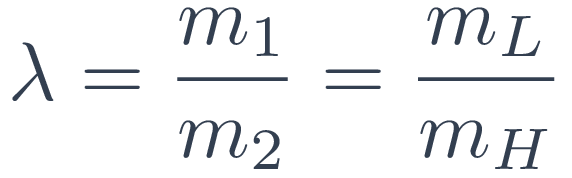 λ = m₁/m₂ = m_L/m_H